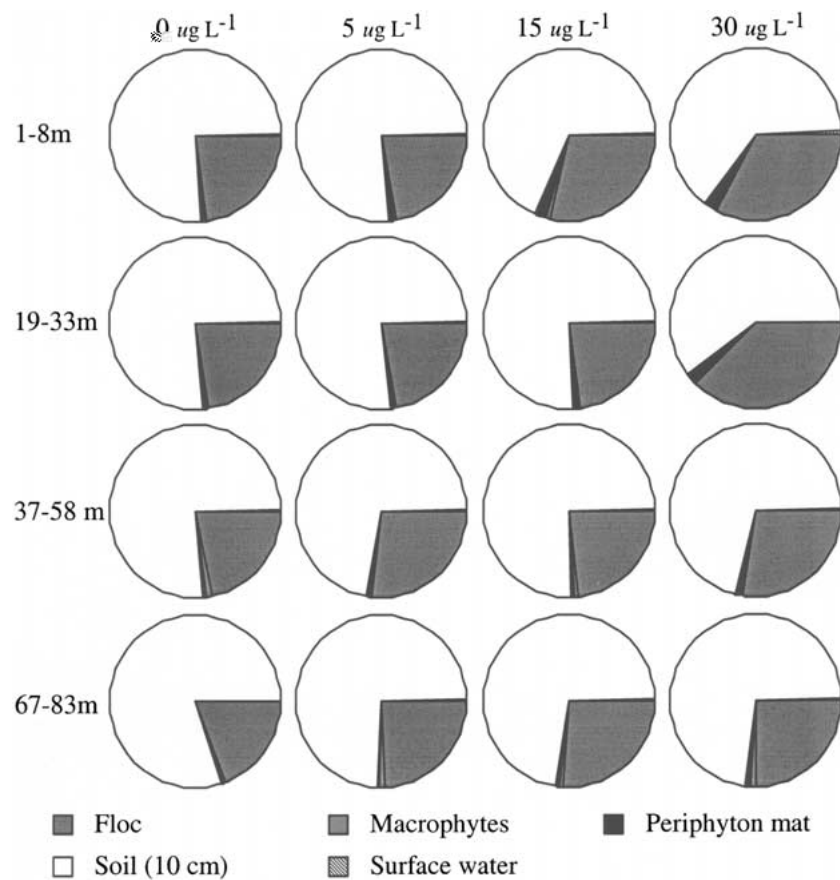 0 ug L-1 5 ug L-1 15 ug L-1 30 ug L-1
1-8m
19-33m
37-58 m
67-83m
Floc Macrophytes Periphyton mat
Soil (10 cm) Surface water